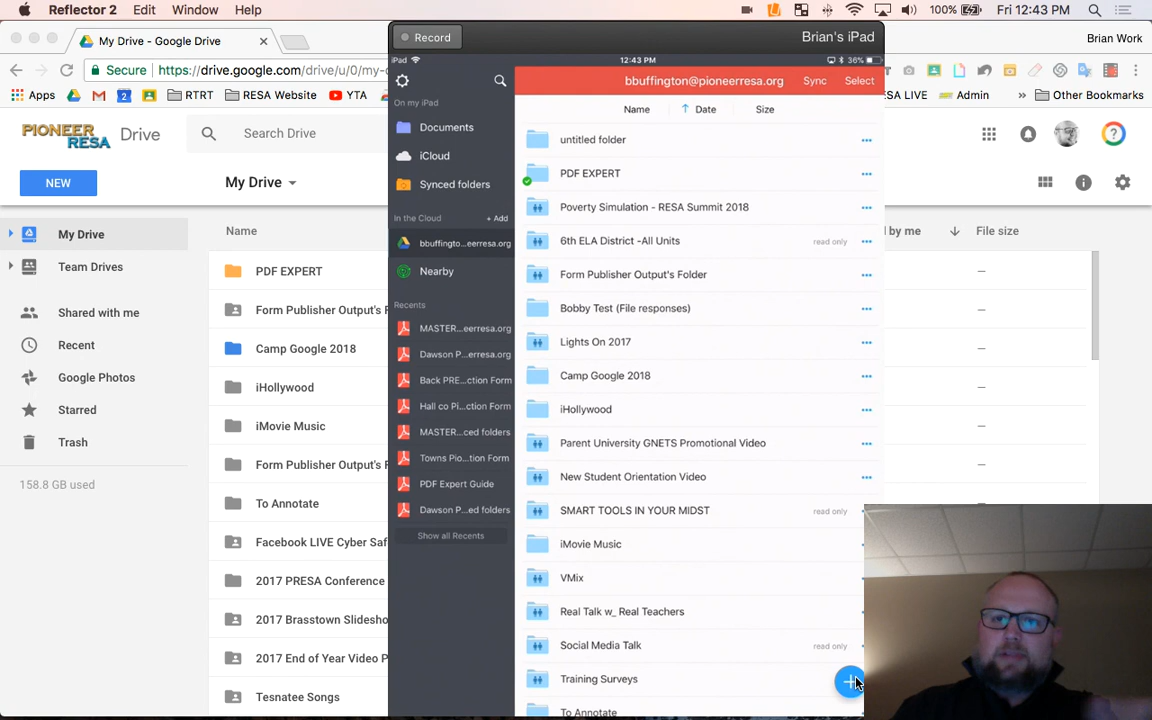 Reflector 2 Edit Window Help 100% Fri 12:43 PM
My Drive - Google Drive
Brian Work
Secure https://drive.google.com/drive/u/0/my-
Apps 2 RTRT RESA Website YTA
SA LIVE Admin » Other Bookmarks
PIONEER RESA Drive Search Drive
NEW
My Drive
My Drive
Team Drives
Shared with me
Recent
Google Photos
Starred
Trash
158.8 GB used
Name
d by me File size
PDF EXPERT
Form Publisher Output's F
Camp Google 2018
iHollywood
iMovie Music
Form Publisher Output's F
To Annotate
Facebook LIVE Cyber Saf
2017 PRESA Conference
2017 Brasstown Slidesho
2017 End of Year Video P
Tesnatee Songs
Record
Brian's iPad
iPad 12:43 PM 36%
On my iPad
Documents
iCloud
Synced folders
In the Cloud + Add
bbuffingto...eerresa.org
Nearby
Recents
MASTER...eerresa.org
Dawson P...erresa.org
Back PRE...ction Form
Hall co Pi...ction Form
MASTER...ced folders
Towns Pio...tion Form
PDF Expert Guide
Dawson P...ed folders
Show all Recents
bbuffington@pioneerresa.org Sync Select
Name Date Size
untitled folder
PDF EXPERT
Poverty Simulation - RESA Summit 2018
6th ELA District -All Units read only
Form Publisher Output's Folder
Bobby Test (File responses)
Lights On 2017
Camp Google 2018
iHollywood
Parent University GNETS Promotional Video
New Student Orientation Video
SMART TOOLS IN YOUR MIDST read only
iMovie Music
VMix
Real Talk w_ Real Teachers
Social Media Talk read only
Training Surveys
To Annotate